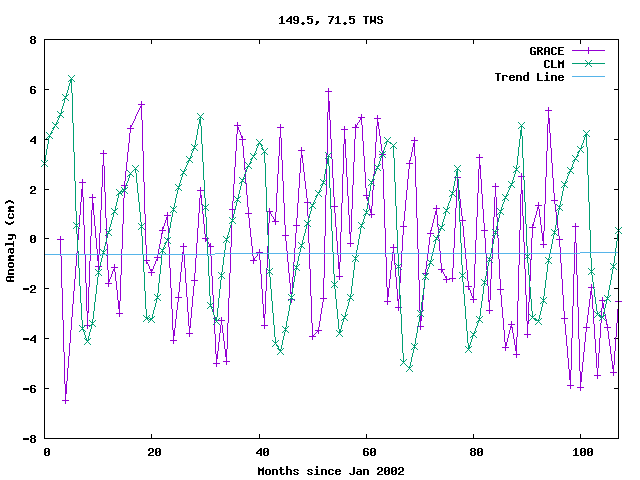 149.5, 71.5 TWS
GRACE
CLM
Trend Line
Anomaly (cm)
8
6
4
2
0
-2
-4
-6
-8
0 20 40 60 80 100
Months since Jan 2002